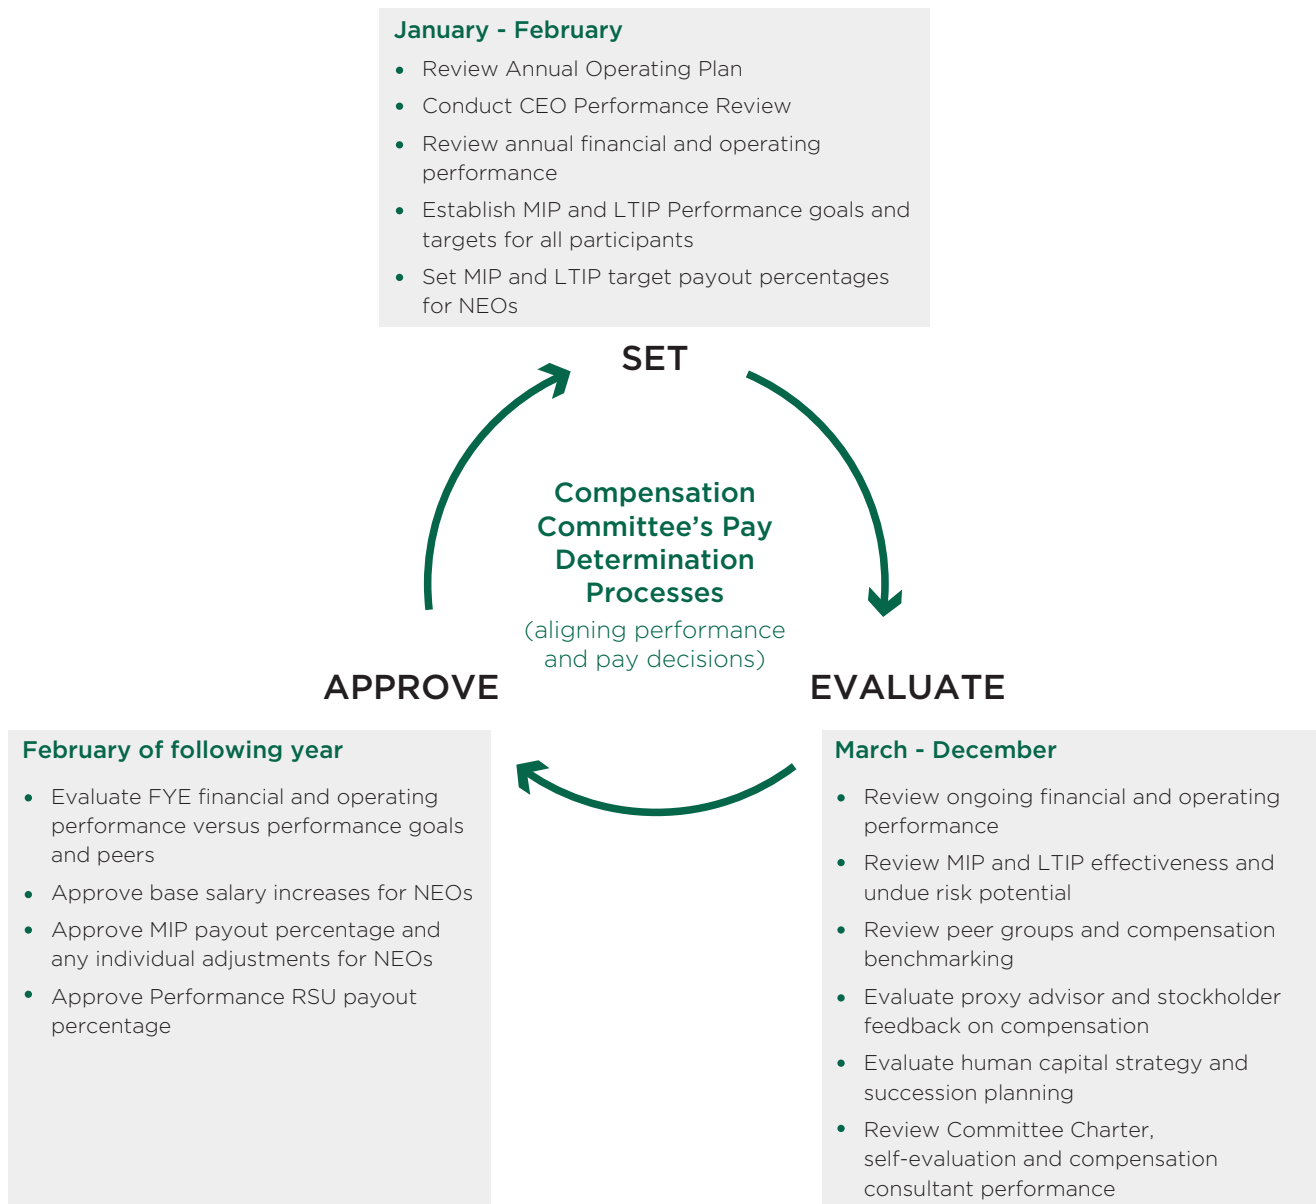 January - February
• Review Annual Operating Plan
• Conduct CEO Performance Review
• Review annual financial and operating
performance
• Establish MIP and LTIP Performance goals and
targets for all participants
• Set MIP and LTIP target payout percentages
for NEOs
SET
Compensation
Committee’s Pay
Determination
Processes
(aligning performance
and pay decisions)
APPROVE
EVALUATE
February of following year
• Evaluate FYE financial and operating
performance versus performance goals
and peers
• Approve base salary increases for NEOs
• Approve MIP payout percentage and
any individual adjustments for NEOs
• Approve Performance RSU payout
percentage
March - December
• Review ongoing financial and operating
performance
• Review MIP and LTIP effectiveness and
undue risk potential
• Review peer groups and compensation
benchmarking
• Evaluate proxy advisor and stockholder
feedback on compensation
• Evaluate human capital strategy and
succession planning
• Review Committee Charter,
self-evaluation and compensation
consultant performance